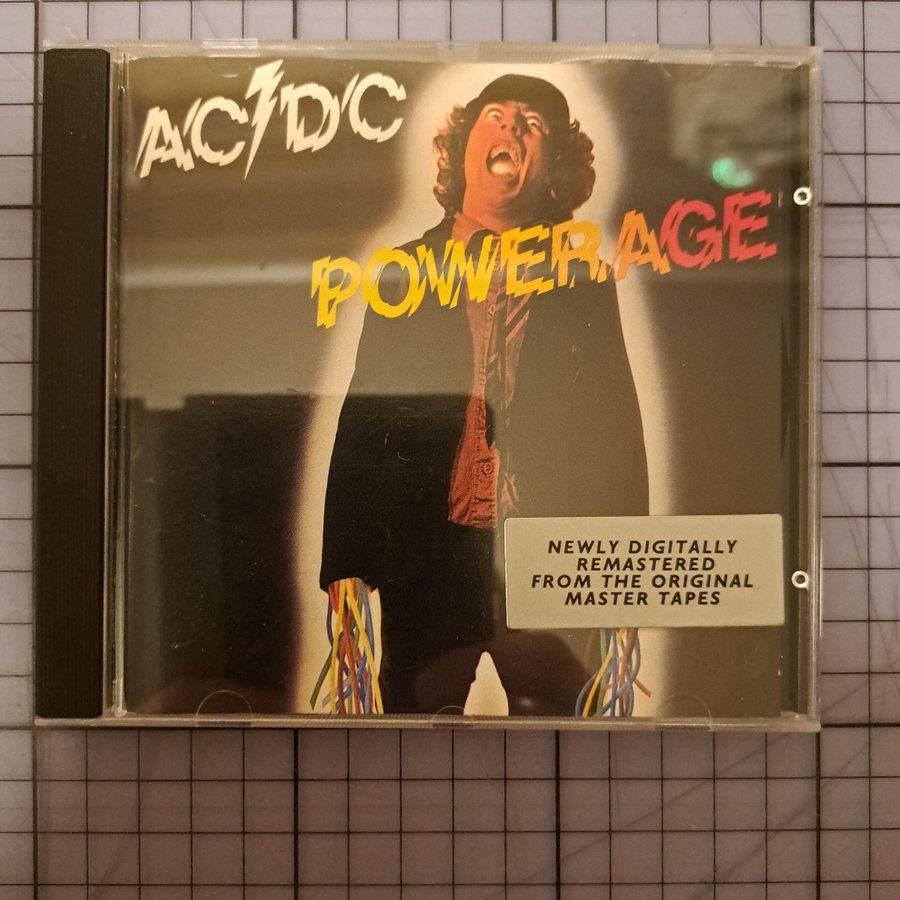 AC⚡DC
POWERAGE
NEWLY DIGITALLY
REMASTERED
FROM THE ORIGINAL
MASTER TAPES